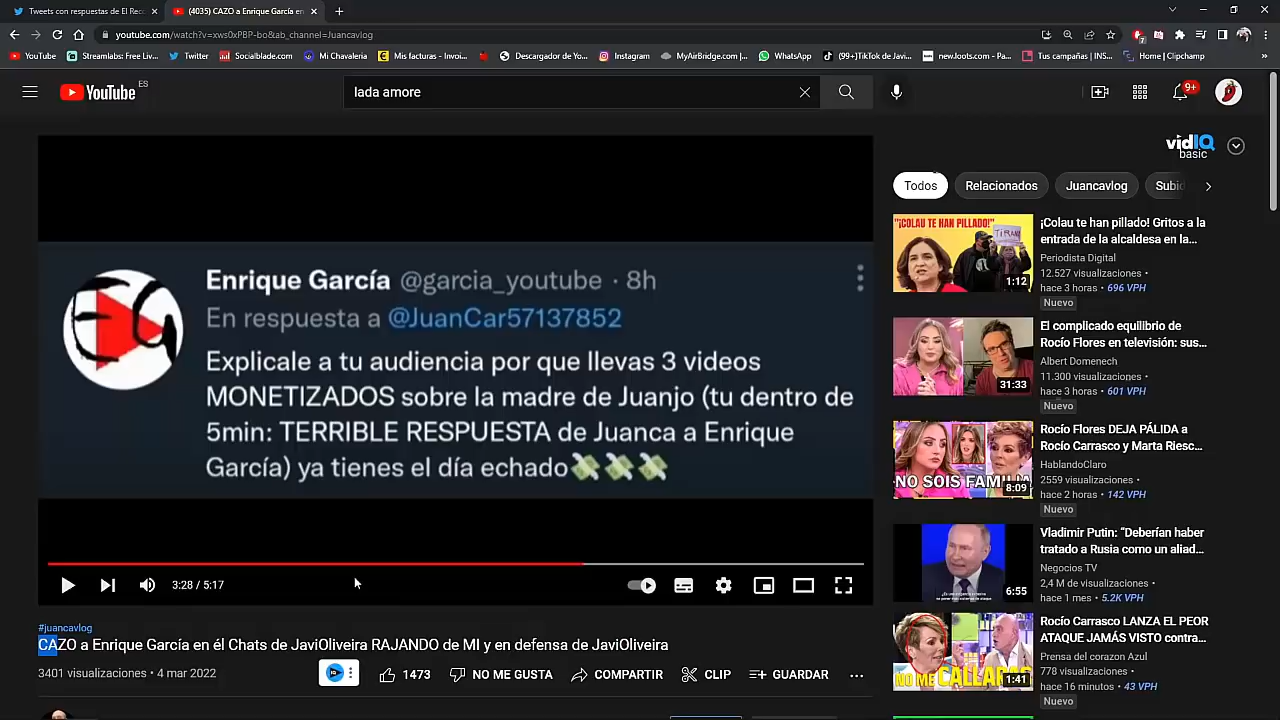 Tweets con respuestas de El Rec
(4035) CAZO a Enrique García en
youtube.com/watch?v=xws0xPBP-bo&ab_channel=Juancavlog
YouTube
Streamlabs: Free Liv...
Twitter
Socialblade.com
Mi Chavaleria
Mis facturas - Invoi...
Descargador de Yo...
Instagram
MyAirBridge.com |...
WhatsApp
(99+)TikTok de Javi...
new.loots.com - Pa...
Tus campañas | INS...
Home | Clipchamp
»
YouTube ES
lada amore
9+
vidIQ
basic
Todos
Relacionados
Juancavlog
Subid
Enrique García @garcia_youtube · 8h
En respuesta a @JuanCar57137852
Explicale a tu audiencia por que llevas 3 videos
MONETIZADOS sobre la madre de Juanjo (tu dentro de
5min: TERRIBLE RESPUESTA de Juanca a Enrique
García) ya tienes el día echado💸💸💸
3:28 / 5:17
#juancavlog
CAZO a Enrique García en él Chats de JaviOliveira RAJANDO de MI y en defensa de JaviOliveira
3401 visualizaciones • 4 mar 2022
1473
NO ME GUSTA
COMPARTIR
CLIP
GUARDAR
"¡COLAU TE HAN PILLADO!"
1:12
¡Colau te han pillado! Gritos a la
entrada de la alcaldesa en la...
Periodista Digital
12.527 visualizaciones •
hace 3 horas • 696 VPH
Nuevo
31:33
El complicado equilibrio de
Rocío Flores en televisión: sus...
Albert Domenech
11.300 visualizaciones •
hace 3 horas • 601 VPH
Nuevo
NO SOIS FAMILIA
8:09
Rocío Flores DEJA PÁLIDA a
Rocío Carrasco y Marta Riesc...
HablandoClaro
2559 visualizaciones •
hace 2 horas • 142 VPH
Nuevo
6:55
Vladimir Putin: “Deberían haber
tratado a Rusia como un aliad...
Negocios TV
2,4 M de visualizaciones •
hace 1 mes • 5.2K VPH
NO ME CALLARAS
1:41
Rocío Carrasco LANZA EL PEOR
ATAQUE JAMÁS VISTO contra...
Prensa del corazon Azul
778 visualizaciones •
hace 16 minutos • 43 VPH
Nuevo